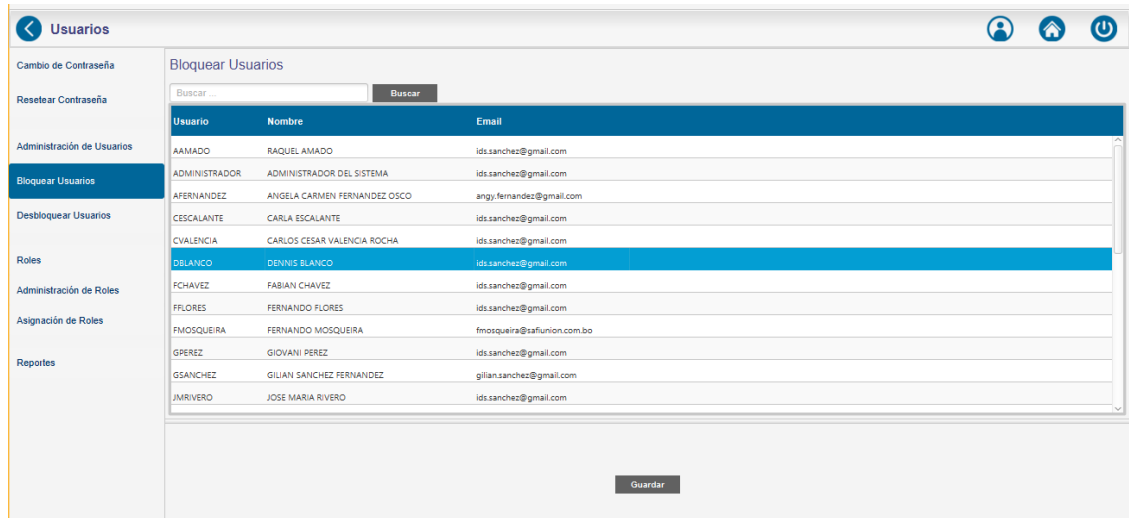 Usuarios
Cambio de Contraseña
Resetear Contraseña
Administración de Usuarios
Bloquear Usuarios
Desbloquear Usuarios
Roles
Administración de Roles
Asignación de Roles
Reportes
Bloquear Usuarios
Buscar ... Buscar
Usuario Nombre Email
AAMADO RAQUEL AMADO ids.sanchez@gmail.com
ADMINISTRADOR ADMINISTRADOR DEL SISTEMA ids.sanchez@gmail.com
AFERNANDEZ ANGELA CARMEN FERNANDEZ OSCO angy.fernandez@gmail.com
CESCALANTE CARLA ESCALANTE ids.sanchez@gmail.com
CVALENCIA CARLOS CESAR VALENCIA ROCHA ids.sanchez@gmail.com
DBLANCO DENNIS BLANCO ids.sanchez@gmail.com
FCHAVEZ FABIAN CHAVEZ ids.sanchez@gmail.com
FFLORES FERNANDO FLORES ids.sanchez@gmail.com
FMOSQUEIRA FERNANDO MOSQUEIRA fmosqueira@safiunion.com.bo
GPEREZ GIOVANI PEREZ ids.sanchez@gmail.com
GSANCHEZ GILIAN SANCHEZ FERNANDEZ gilian.sanchez@gmail.com
JMRIVERO JOSE MARIA RIVERO ids.sanchez@gmail.com
Guardar